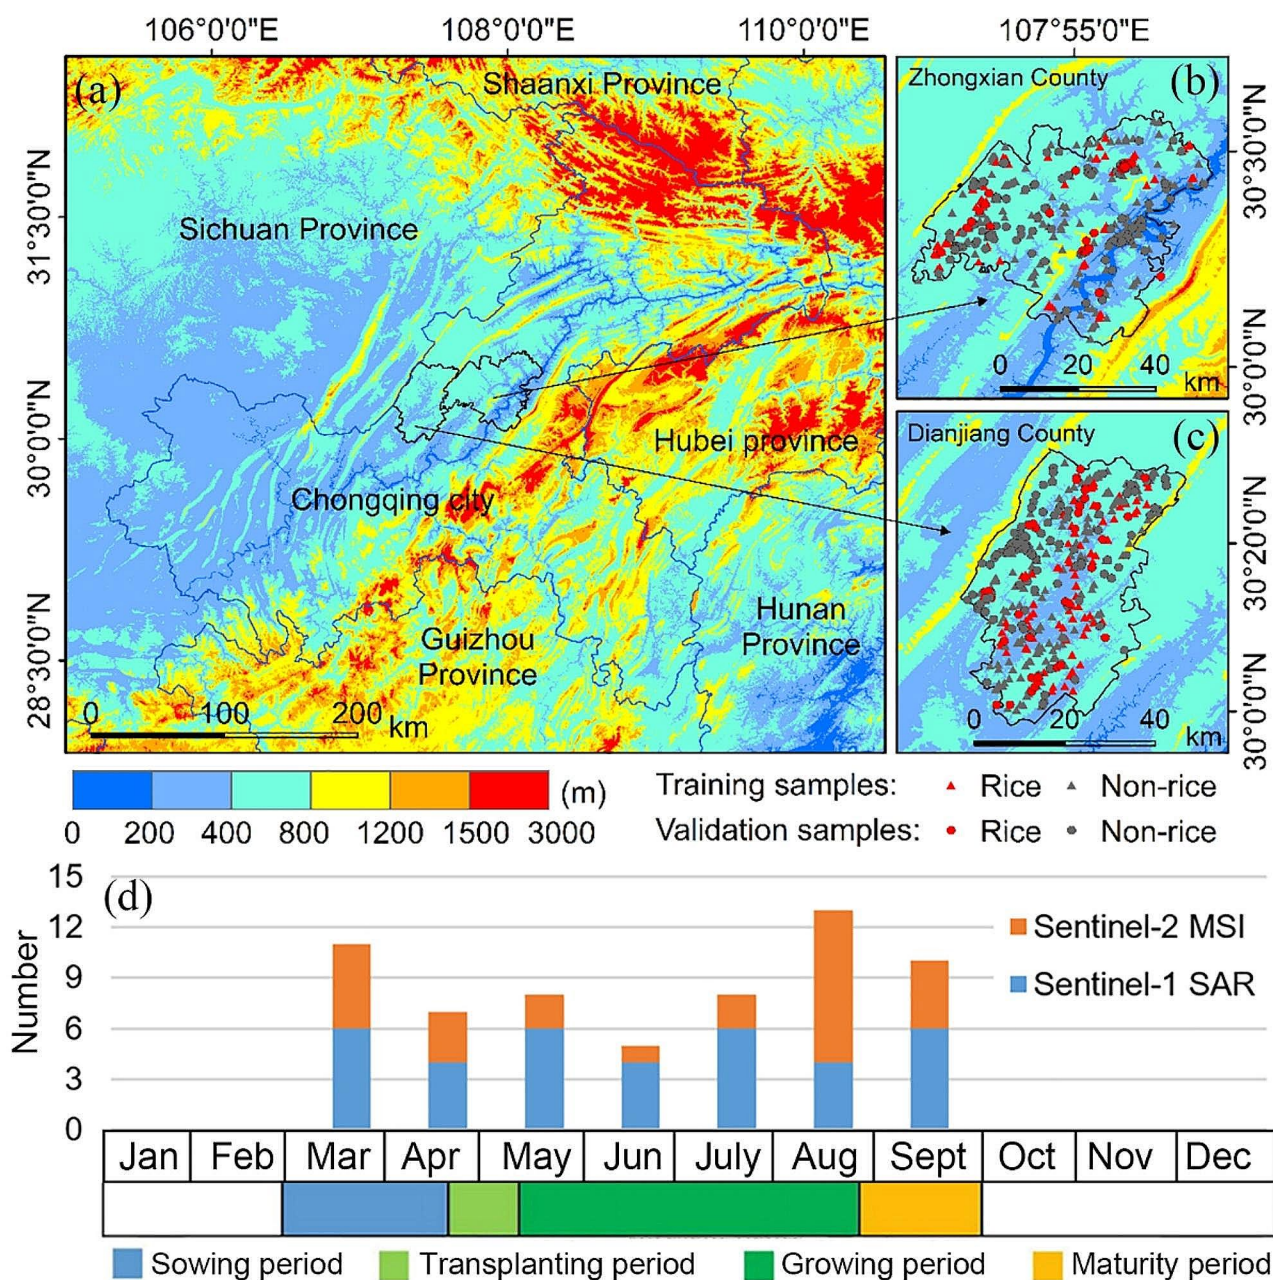 106°0'0"E
108°0'0"E
110°0'0"E
107°55'0"E
(a)
Shaanxi Province
Sichuan Province
Hubei province
Chongqing city
Hunan
Province
Guizhou
Province
31°30'0"N
30°0'0"N
28°30'0"N
0 100 200 km
Zhongxian County
(b)
30°30'0"N
30°0'0"N
0 20 40
km
Dianjiang County
(c)
30°20'0"N
30°0'0"N
0 20 40
km
(m)
0 200 400 800 1200 1500 3000
Training samples: Rice Non-rice
Validation samples: Rice Non-rice
(d)
Number
15
12
9
6
3
0
Sentinel-2 MSI
Sentinel-1 SAR
Jan Feb Mar Apr May Jun July Aug Sept Oct Nov Dec
Sowing period Transplanting period Growing period Maturity period